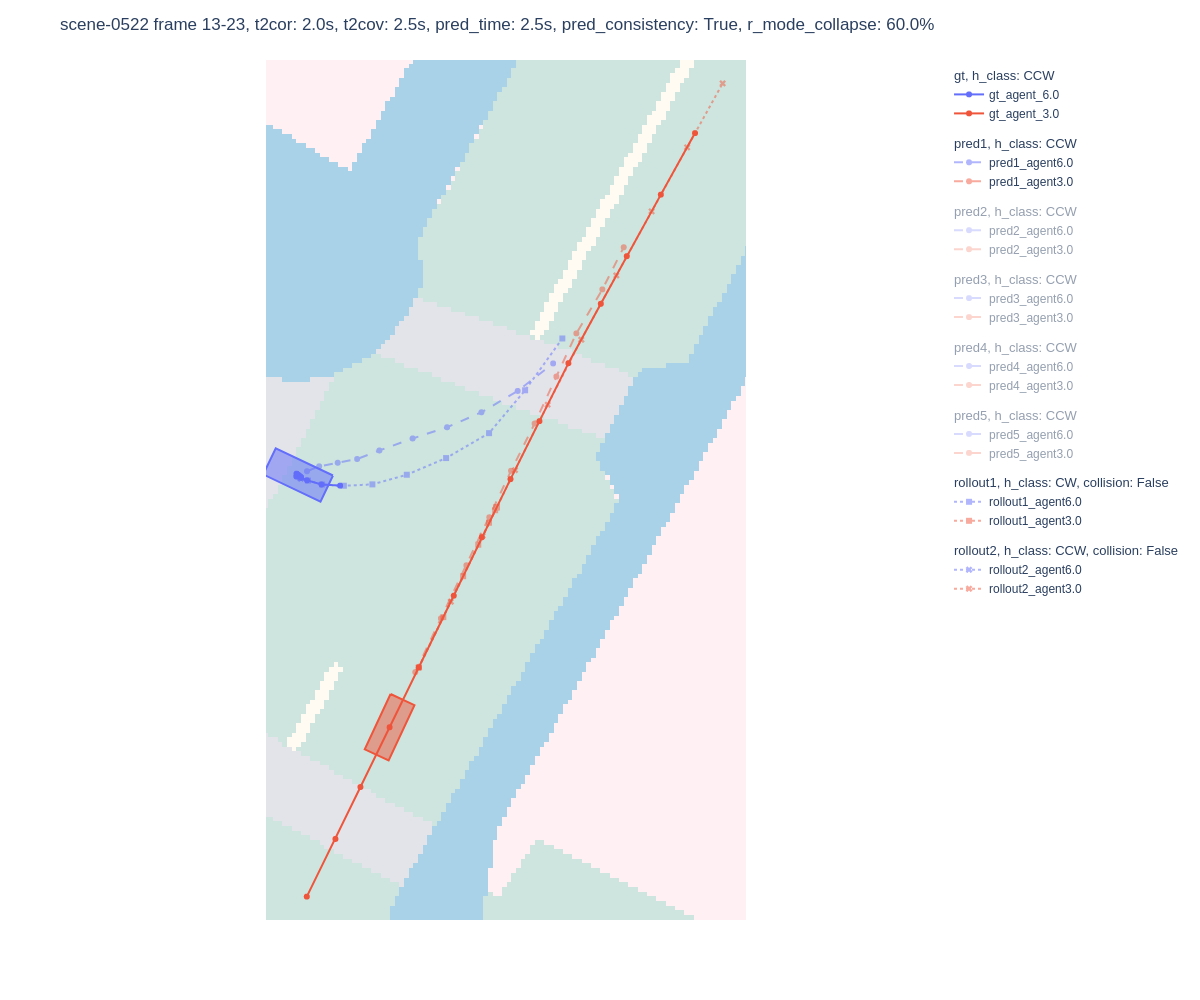 scene-0522 frame 13-23, t2cor: 2.0s, t2cov: 2.5s, pred_time: 2.5s, pred_consistency: True, r_mode_collapse: 60.0%
gt, h_class: CCW
gt_agent_6.0
gt_agent_3.0
pred1, h_class: CCW
pred1_agent6.0
pred1_agent3.0
pred2, h_class: CCW
pred2_agent6.0
pred2_agent3.0
pred3, h_class: CCW
pred3_agent6.0
pred3_agent3.0
pred4, h_class: CCW
pred4_agent6.0
pred4_agent3.0
pred5, h_class: CCW
pred5_agent6.0
pred5_agent3.0
rollout1, h_class: CW, collision: False
rollout1_agent6.0
rollout1_agent3.0
rollout2, h_class: CCW, collision: False
rollout2_agent6.0
rollout2_agent3.0